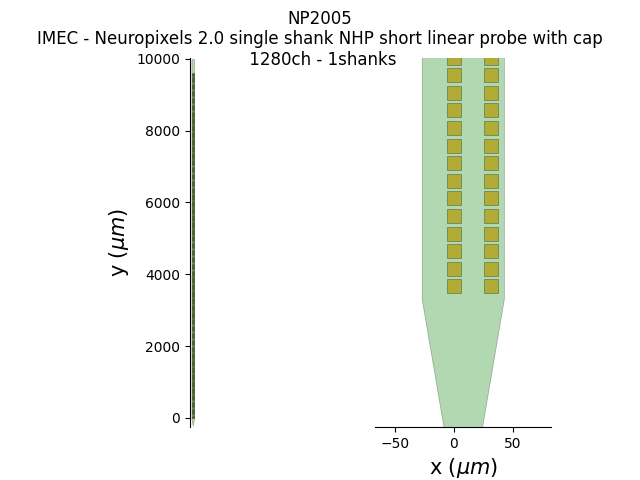 NP2005
IMEC - Neuropixels 2.0 single shank NHP short linear probe with cap
1280ch - 1shanks
10000
8000
6000
4000
2000
0
y (μm)
−50 0 50
x (μm)